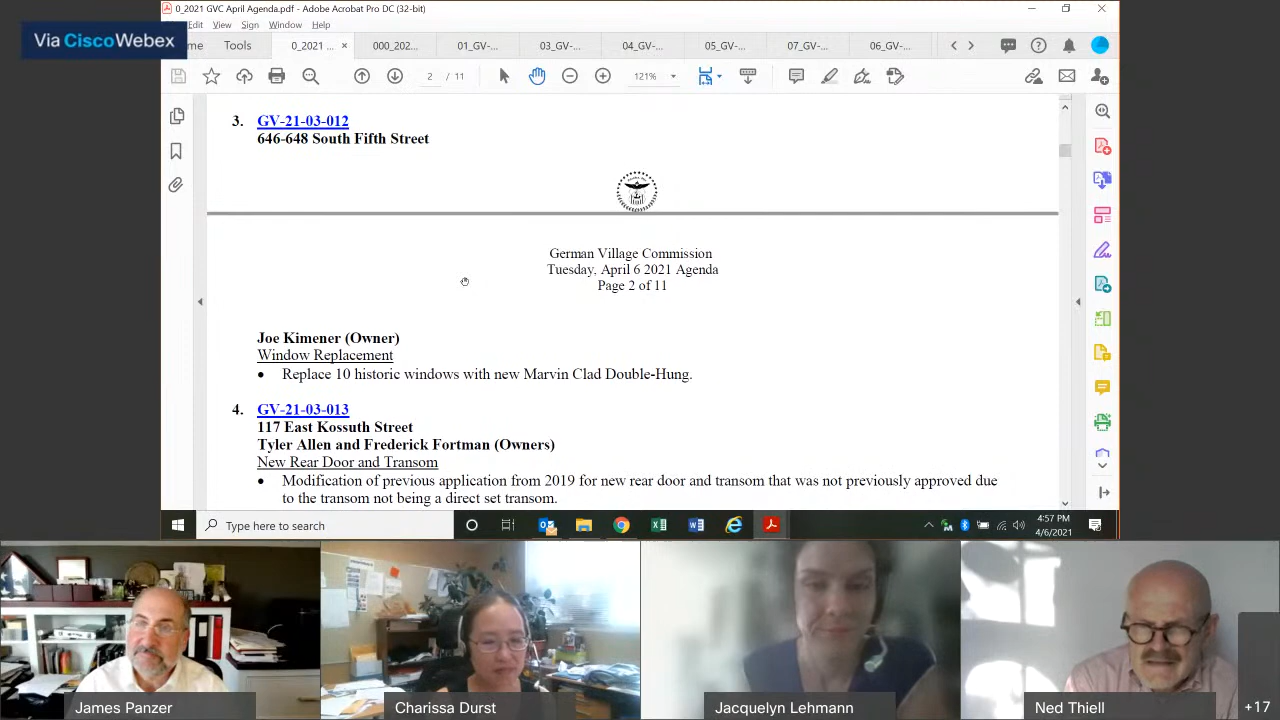 0_2021 GVC April Agenda.pdf - Adobe Acrobat Pro DC (32-bit)
Via CiscoWebex
Edit View Sign Window Help
me Tools 0_2021 ... × 000_202... 01_GV-... 03_GV-... 04_GV-... 05_GV-... 07_GV-... 06_GV-...
2 / 11 121%
3. GV-21-03-012
646-648 South Fifth Street
German Village Commission
Tuesday, April 6 2021 Agenda
Page 2 of 11
Joe Kimener (Owner)
Window Replacement
• Replace 10 historic windows with new Marvin Clad Double-Hung.
4. GV-21-03-013
117 East Kossuth Street
Tyler Allen and Frederick Fortman (Owners)
New Rear Door and Transom
• Modification of previous application from 2019 for new rear door and transom that was not previously approved due
to the transom not being a direct set transom.
Type here to search
4:57 PM
4/6/2021
James Panzer
Charissa Durst
Jacquelyn Lehmann
Ned Thiell
+17